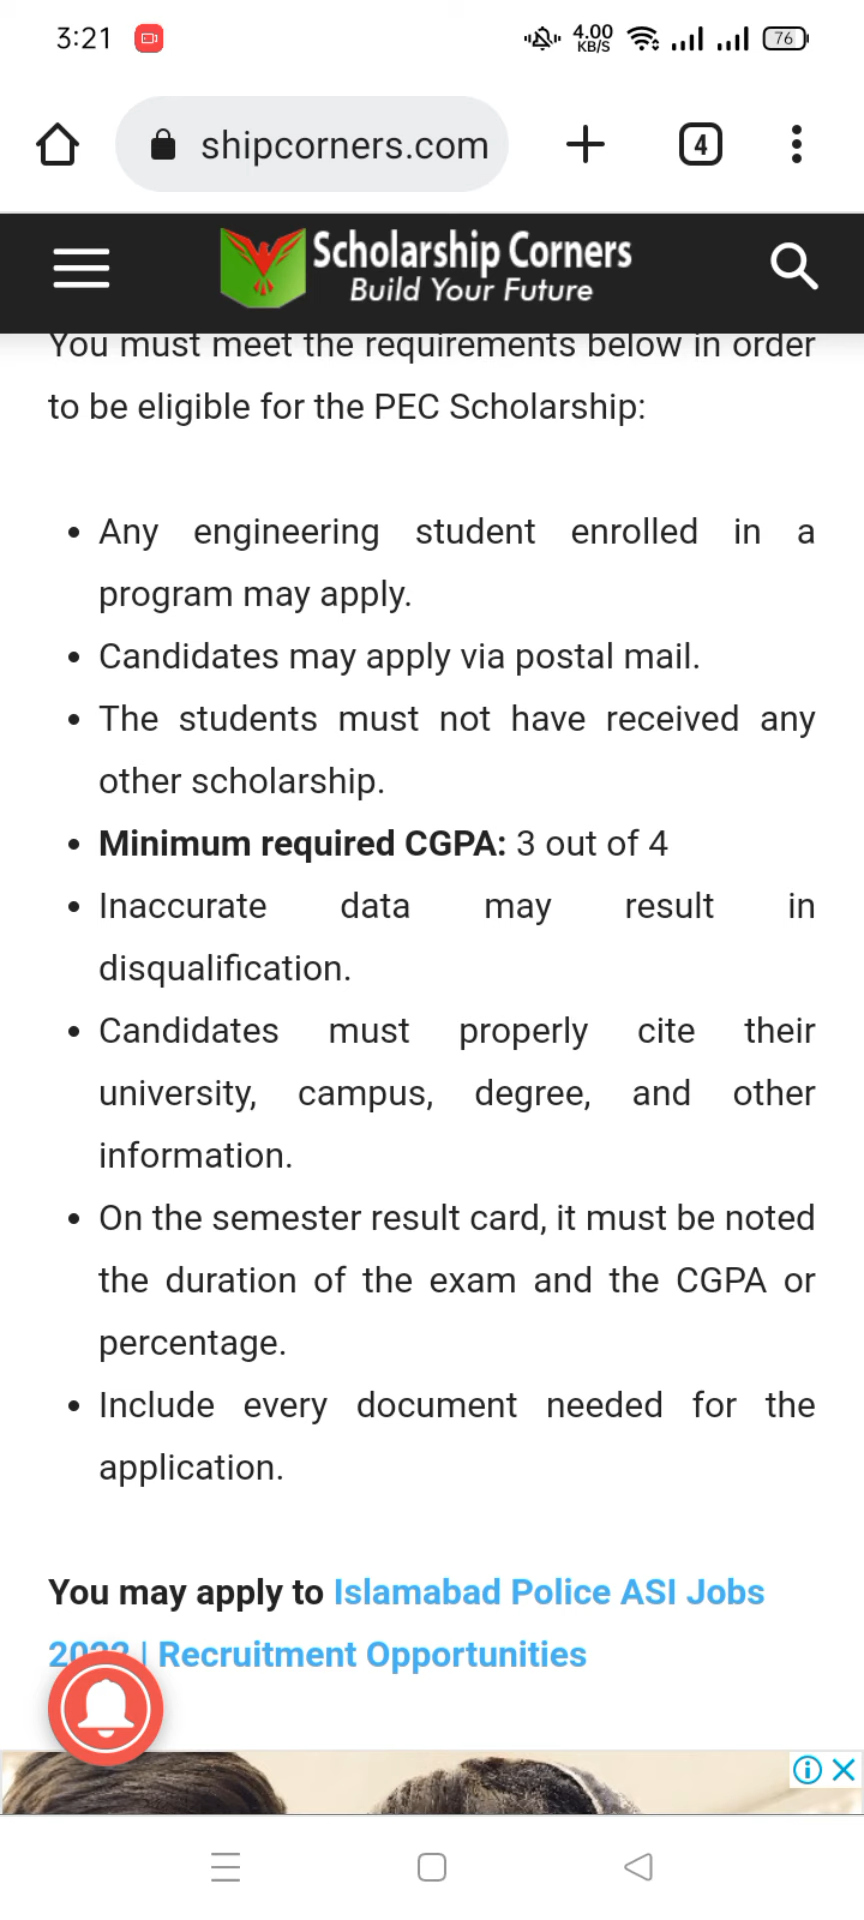 3:21
4.00
KB/S
76
shipcorners.com
4
Scholarship Corners
Build Your Future
You must meet the requirements below in order
to be eligible for the PEC Scholarship:
• Any engineering student enrolled in a
program may apply.
• Candidates may apply via postal mail.
• The students must not have received any
other scholarship.
• Minimum required CGPA: 3 out of 4
• Inaccurate data may result in
disqualification.
• Candidates must properly cite their
university, campus, degree, and other
information.
• On the semester result card, it must be noted
the duration of the exam and the CGPA or
percentage.
• Include every document needed for the
application.
You may apply to Islamabad Police ASI Jobs
2022 | Recruitment Opportunities